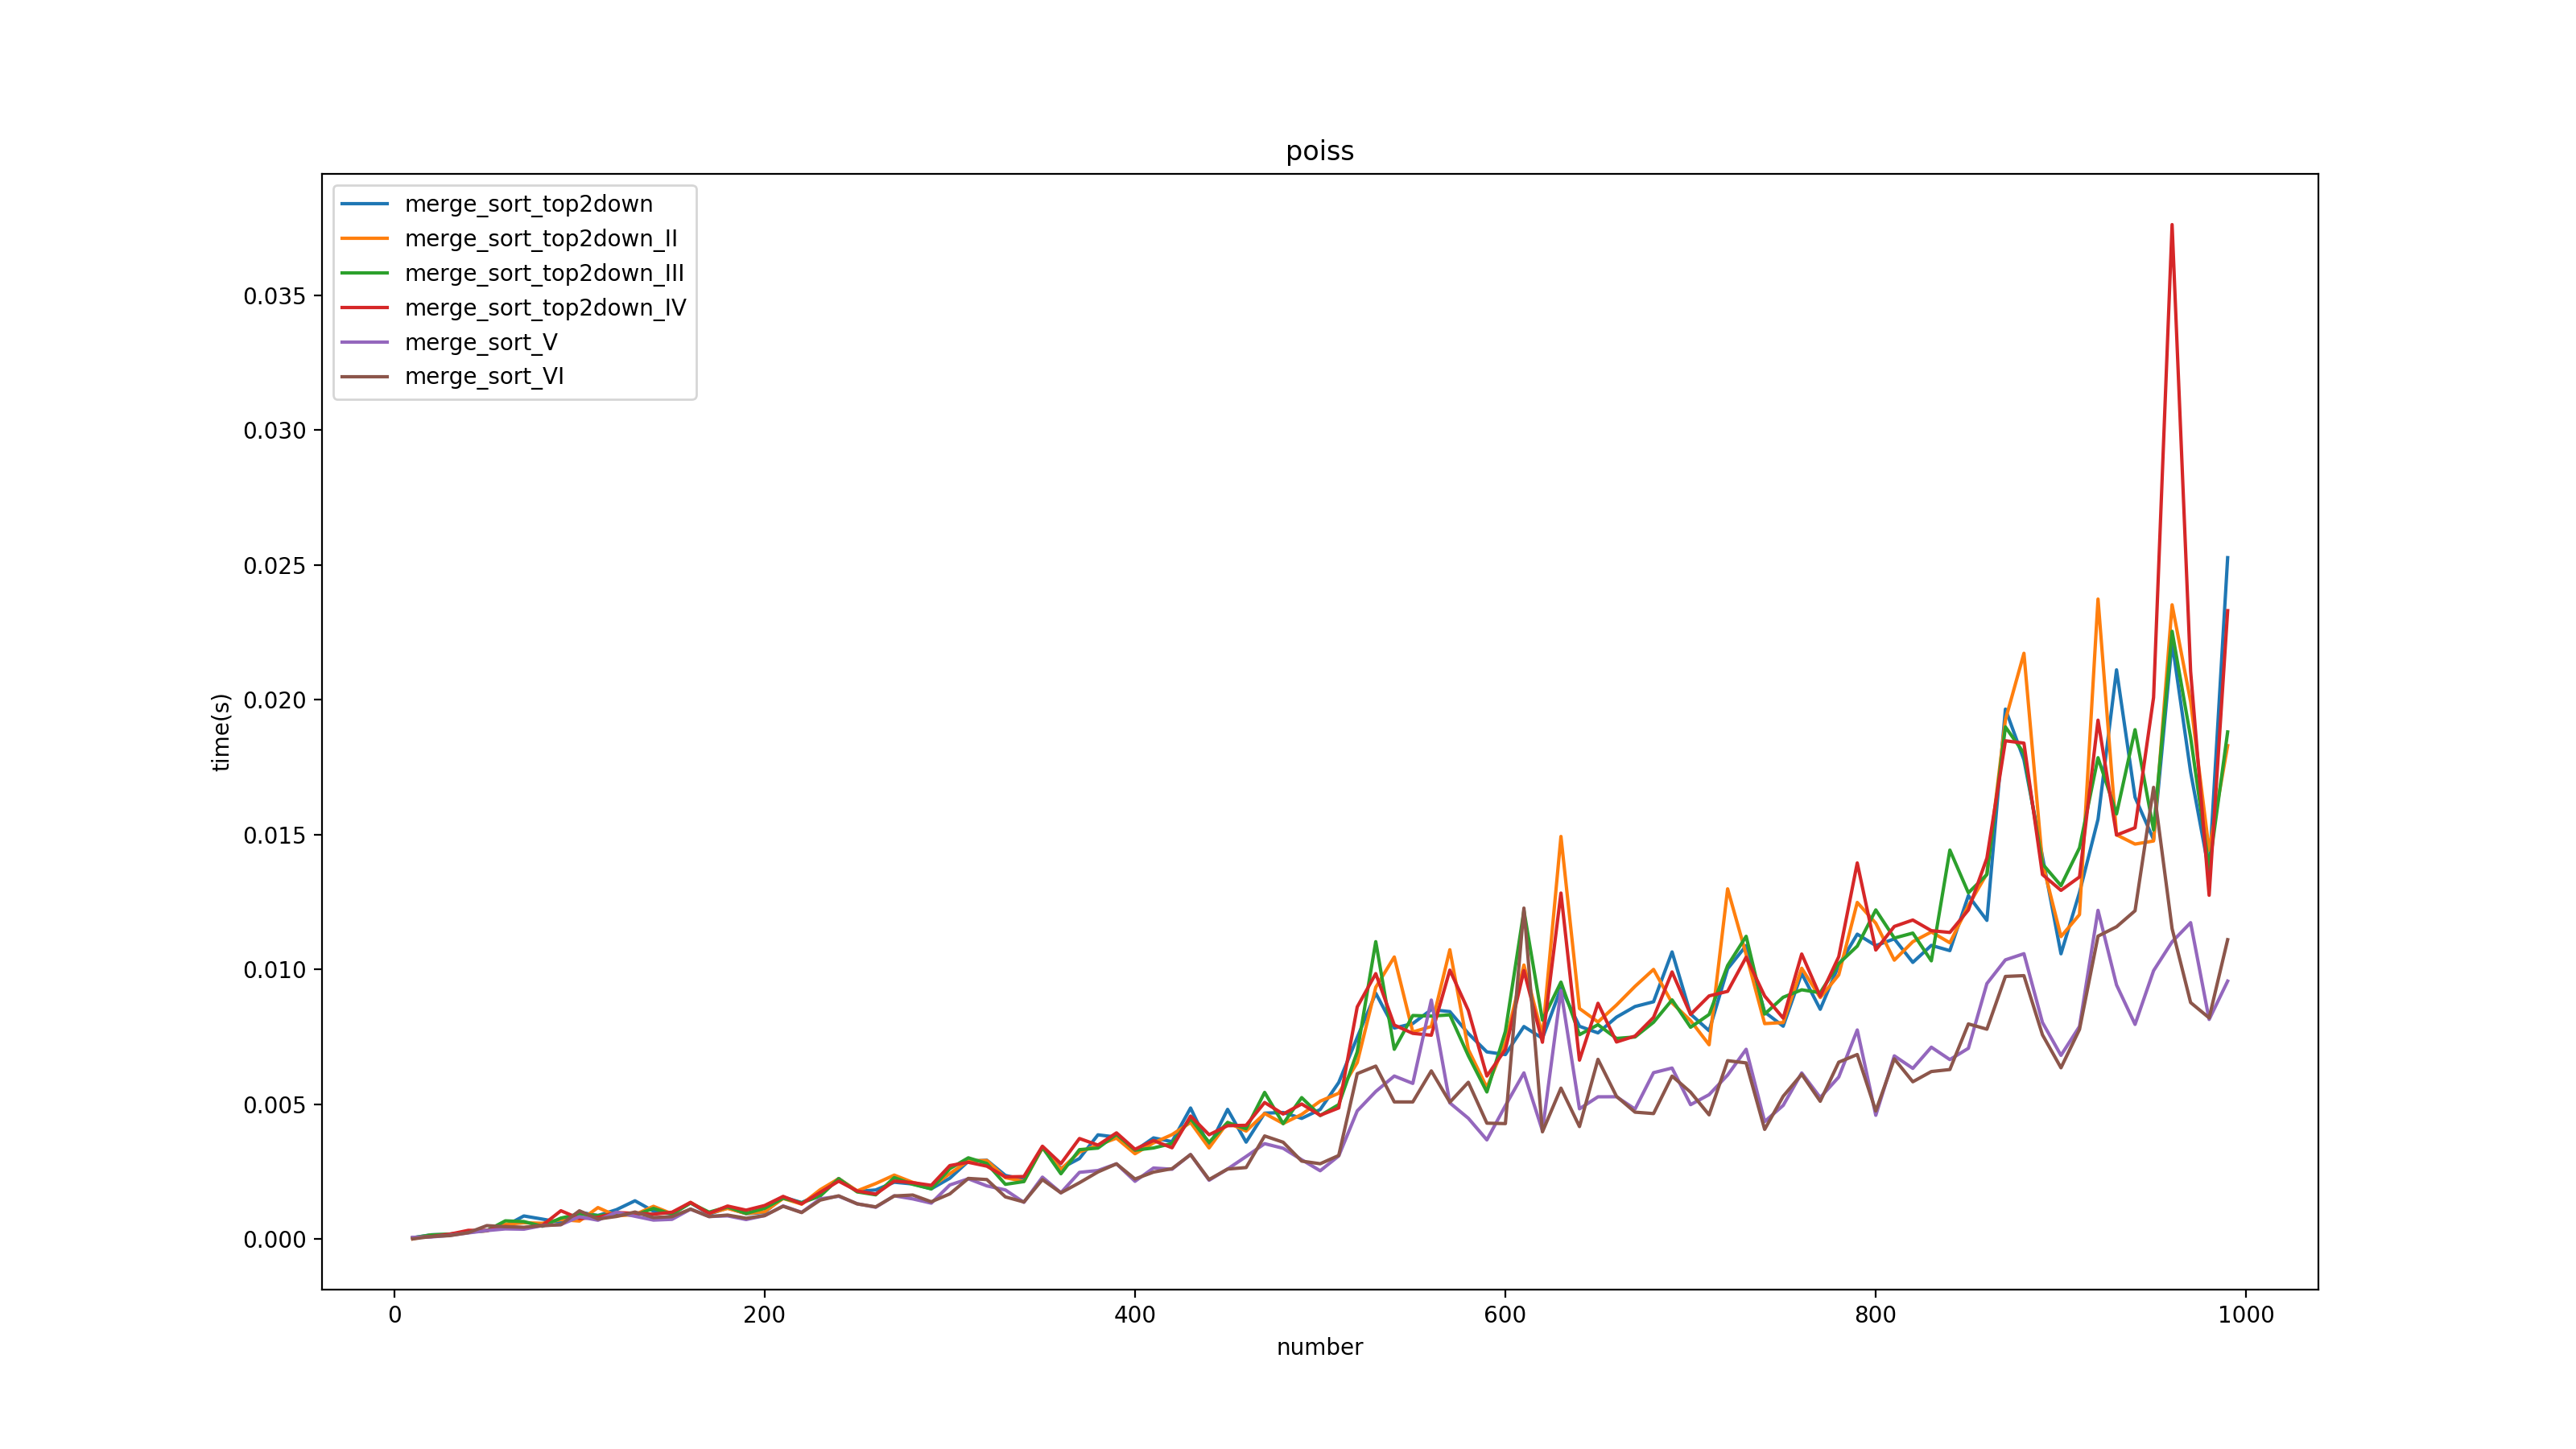 poiss
merge_sort_top2down
merge_sort_top2down_II
merge_sort_top2down_III
merge_sort_top2down_IV
merge_sort_V
merge_sort_VI
0.035
0.030
0.025
0.020
0.015
0.010
0.005
0.000
time(s)
0 200 400 600 800 1000
number